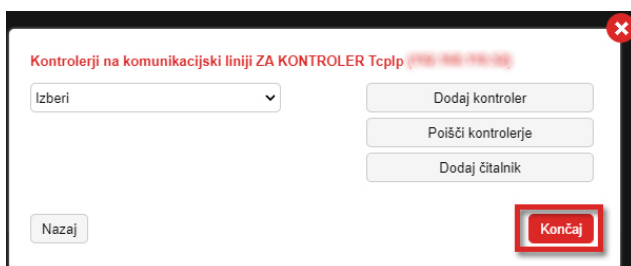 Kontrolerji na komunikacijski liniji ZA KONTROLER TcpIp
Izberi
Dodaj kontroler
Poišči kontrolerje
Dodaj čitalnik
Nazaj
Končaj